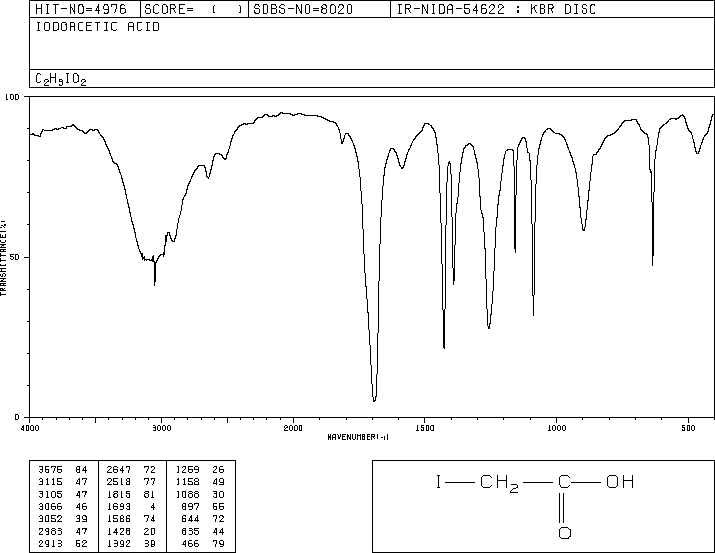 HIT-NO=4976 SCORE= ( ) SDBS-NO=8020 IR-NIDA-54622 : KBR DISC
IODOACETIC ACID
C2H3IO2
100
50
0
TRANSMITTANCE(%)
4000 3000 2000 1500 1000 500
WAVENUMBER(-1)
3575 84 2647 72 1259 26
3115 47 2518 77 1158 49
3105 47 1815 81 1088 30
3066 46 1693 4 897 55
3052 39 1586 74 644 72
2983 47 1428 20 635 44
2913 52 1392 39 466 79
I CH2 C OH
O